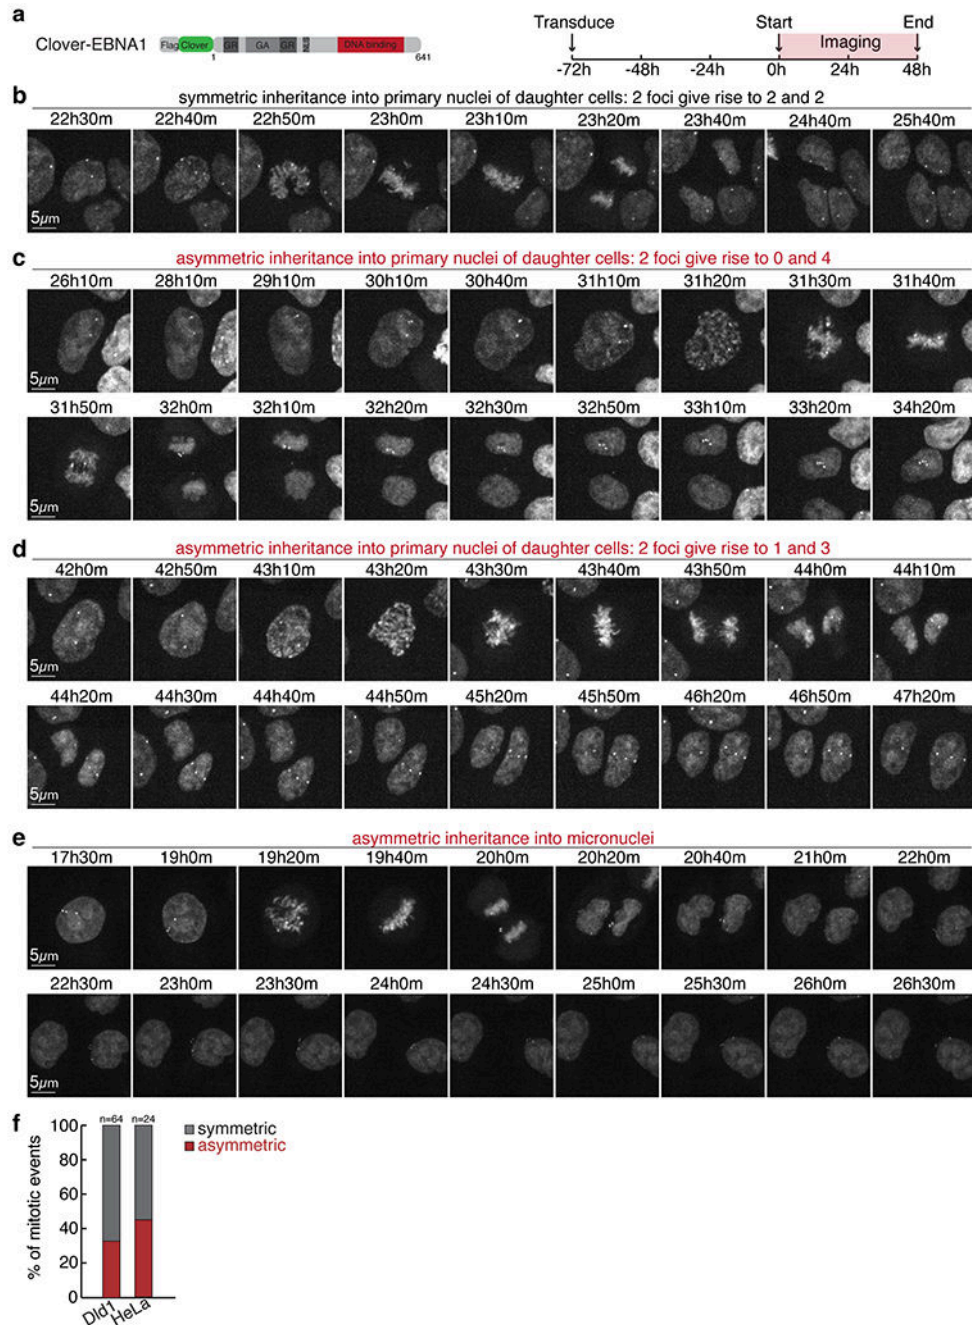 a
Clover-EBNA1
Flag Clover GR GA GR NLS DNA binding
1 641
Transduce Start End
Imaging
-72h -48h -24h 0h 24h 48h
b symmetric inheritance into primary nuclei of daughter cells: 2 foci give rise to 2 and 2
22h30m 22h40m 22h50m 23h0m 23h10m 23h20m 23h40m 24h40m 25h40m
5μm
c asymmetric inheritance into primary nuclei of daughter cells: 2 foci give rise to 0 and 4
26h10m 28h10m 29h10m 30h10m 30h40m 31h10m 31h20m 31h30m 31h40m
5μm
31h50m 32h0m 32h10m 32h20m 32h30m 32h50m 33h10m 33h20m 34h20m
5μm
d asymmetric inheritance into primary nuclei of daughter cells: 2 foci give rise to 1 and 3
42h0m 42h50m 43h10m 43h20m 43h30m 43h40m 43h50m 44h0m 44h10m
5μm
44h20m 44h30m 44h40m 44h50m 45h20m 45h50m 46h20m 46h50m 47h20m
5μm
e asymmetric inheritance into micronuclei
17h30m 19h0m 19h20m 19h40m 20h0m 20h20m 20h40m 21h0m 22h0m
5μm
22h30m 23h0m 23h30m 24h0m 24h30m 25h0m 25h30m 26h0m 26h30m
5μm
f
n=64 n=24
symmetric
asymmetric
% of mitotic events
100
80
60
40
20
0
Dld1 HeLa